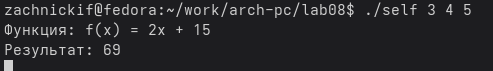 zachnickif@fedora:~/work/arch-pc/lab08$ ./self 3 4 5
Функция: f(x) = 2x + 15
Результат: 69